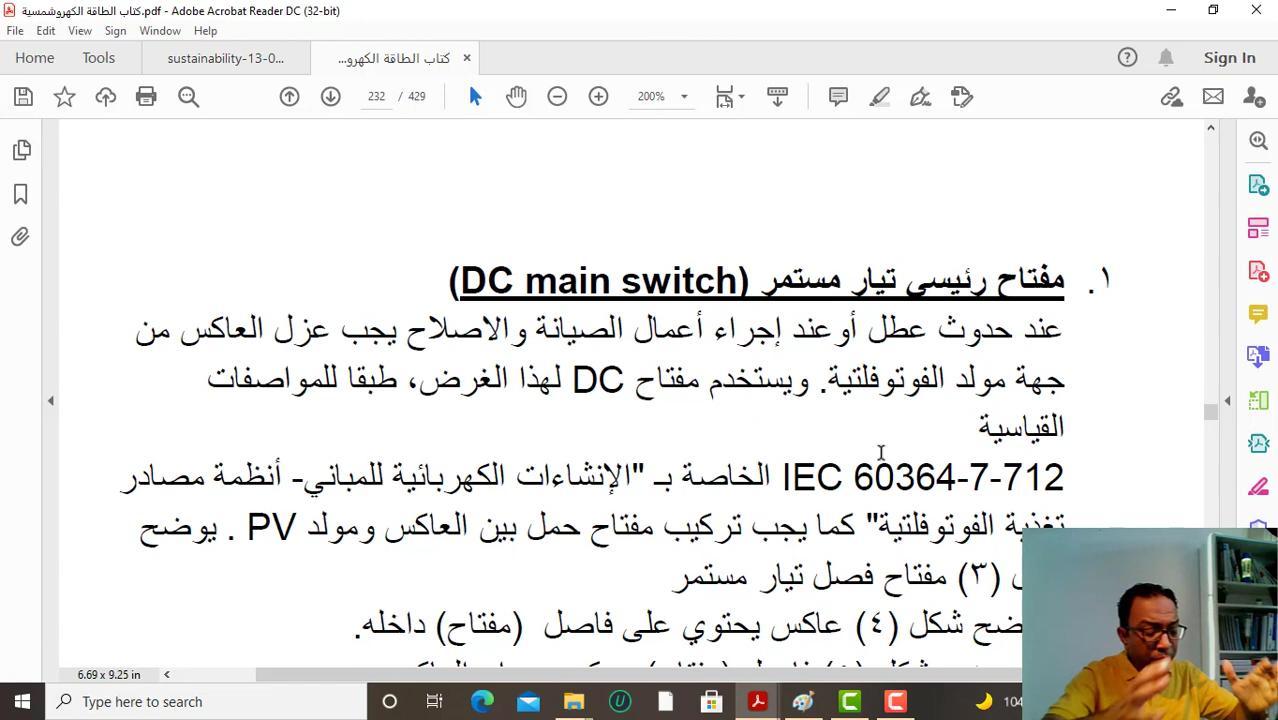 كتاب الطاقة الكهروشمسية.pdf - Adobe Acrobat Reader DC (32-bit)
File Edit View Sign Window Help
Home Tools sustainability-13-0... كتاب الطاقة الكهرو... × Sign In
232 / 429 200%
١. مفتاح رئيسي تيار مستمر (DC main switch)
عند حدوث عطل أوعند إجراء أعمال الصيانة والاصلاح يجب عزل العاكس من
جهة مولد الفوتوفلتية. ويستخدم مفتاح DC لهذا الغرض، طبقا للمواصفات
القياسية
IEC 60364-7-712 الخاصة بـ "الإنشاءات الكهربائية للمباني- أنظمة مصادر
تغذية الفوتوفلتية" كما يجب تركيب مفتاح حمل بين العاكس ومولد PV . يوضح
(٣) مفتاح فصل تيار مستمر
شكل (٤) عاكس يحتوي على فاصل (مفتاح) داخله.
6.69 x 9.25 in
Type here to search